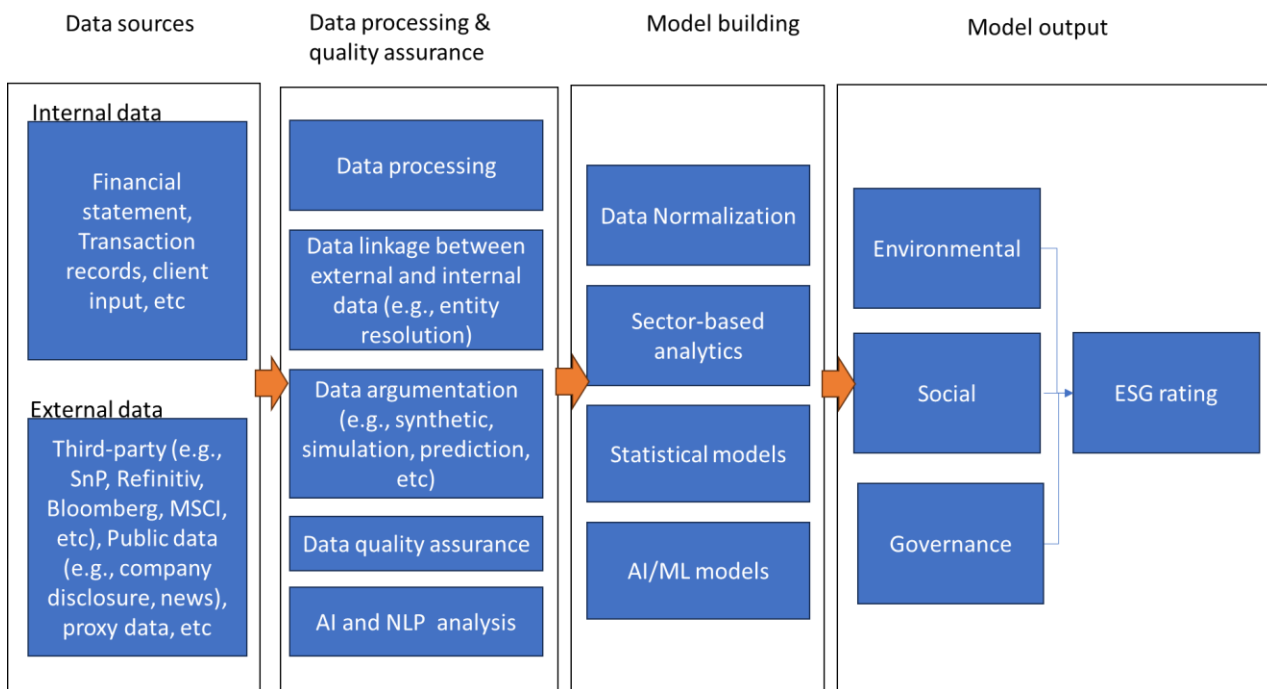 Data sources
Data processing &
quality assurance
Model building
Model output
Internal data
Financial
statement,
Transaction
records, client
input, etc
External data
Third-party (e.g.,
SnP, Refinitiv,
Bloomberg, MSCI,
etc), Public data
(e.g., company
disclosure, news),
proxy data, etc
Data processing
Data linkage between
external and internal
data (e.g., entity
resolution)
Data argumentation
(e.g., synthetic,
simulation, prediction,
etc)
Data quality assurance
AI and NLP analysis
Data Normalization
Sector-based
analytics
Statistical models
AI/ML models
Environmental
Social
Governance
ESG rating